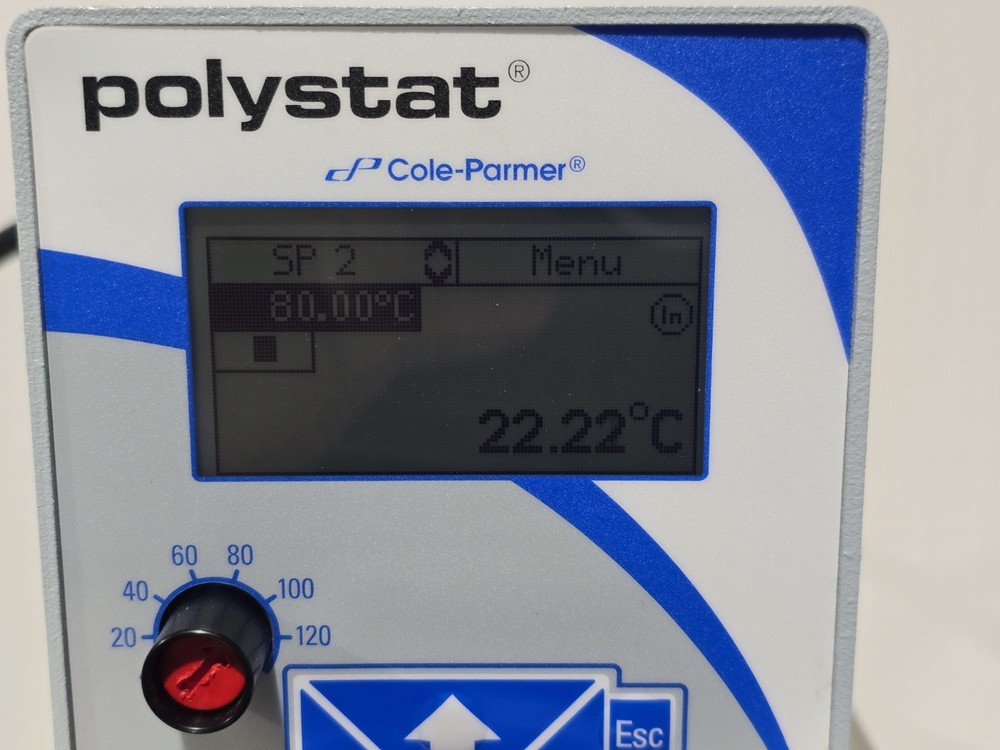 polystat®
Cole-Parmer®
SP 2 Menu
80.00°C
In
22.22°C
60 80
40 100
20 120
Esc